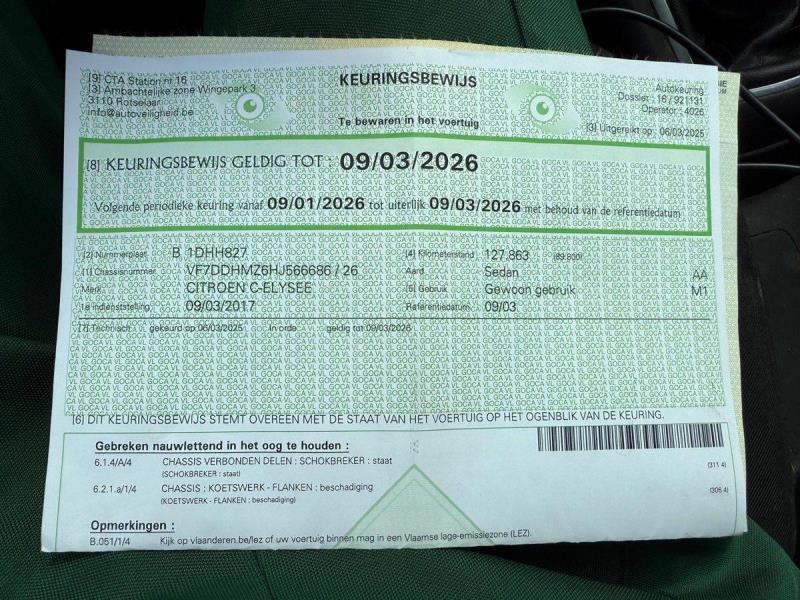 [9] CTA Station nr 16
[3] Ambachtelijke zone Wingepark 3
3110 Rotselaar
info@autoveiligheid.be
KEURINGSBEWIJS
Te bewaren in het voertuig
Autokeuring
Dossier : 16 / 921131
Operator : 4026
[3] Uitgereikt op : 06/03/2025
[8] KEURINGSBEWIJS GELDIG TOT : 09/03/2026
Volgende periodieke keuring vanaf 09/01/2026 tot uiterlijk 09/03/2026 met behoud van de referentiedatum
[2] Nummerplaat B 1DHH827 [4] Kilometerstand 127.863 (89.800)
[1] Chassisnummer VF7DDHMZ6HJ566686 / 26 Aard Sedan AA
Merk CITROEN C-ELYSEE [5] Gebruik Gewoon gebruik M1
1e indienststelling 09/03/2017 Referentiedatum 09/03
[7] Technisch gekeurd op 06/03/2025 In orde geldig tot 09/03/2026
[6] DIT KEURINGSBEWIJS STEMT OVEREEN MET DE STAAT VAN HET VOERTUIG OP HET OGENBLIK VAN DE KEURING.
Gebreken nauwlettend in het oog te houden :
6.1.4/A/4 CHASSIS VERBONDEN DELEN : SCHOKBREKER : staat (311.4)
(SCHOKBREKER : staat)
6.2.1.a/1/4 CHASSIS : KOETSWERK - FLANKEN : beschadiging (306.4)
(KOETSWERK - FLANKEN : beschadiging)
Opmerkingen :
B.051/1/4 Kijk op vlaanderen.be/lez of uw voertuig binnen mag in een Vlaamse lage-emissiezone (LEZ).